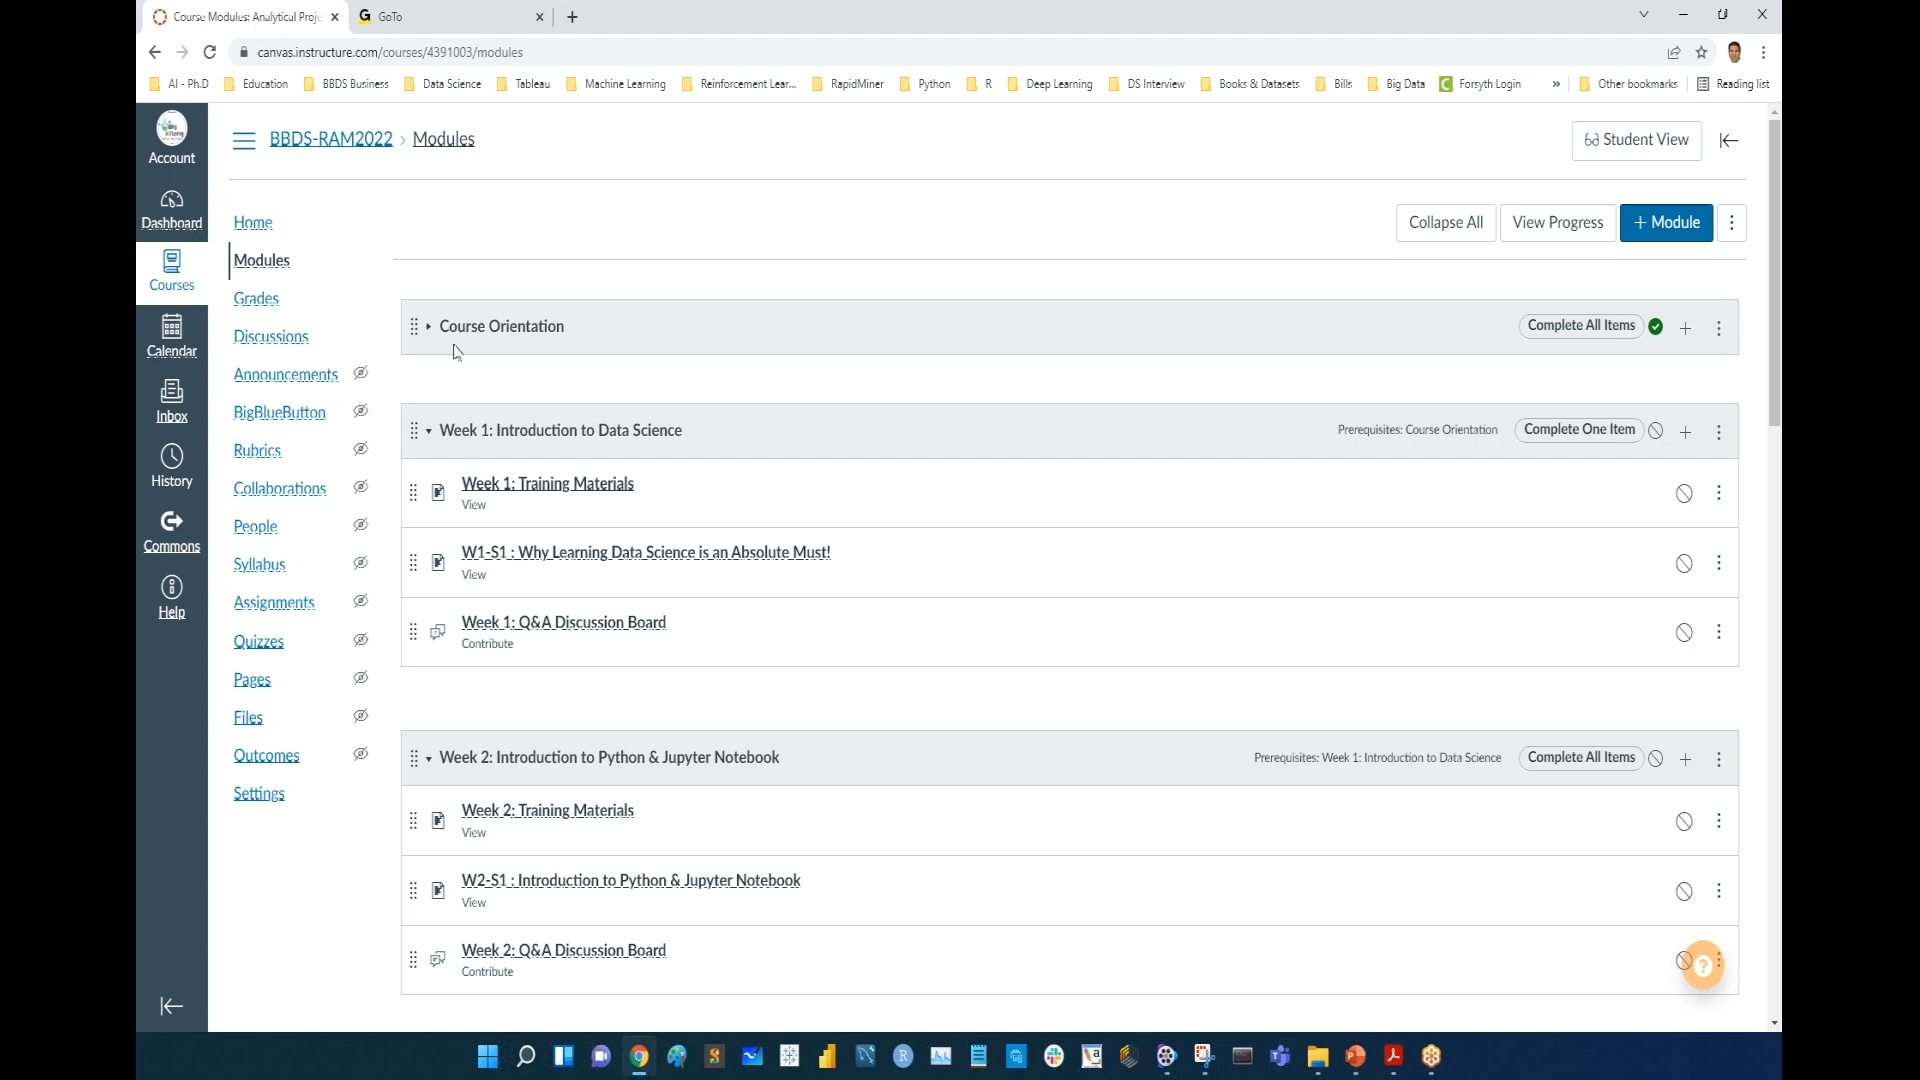 Course Modules: Analytical Proje
GoTo
canvas.instructure.com/courses/4391003/modules
AI - Ph.D
Education
BBDS Business
Data Science
Tableau
Machine Learning
Reinforcement Lear...
RapidMiner
Python
R
Deep Learning
DS Interview
Books & Datasets
Bills
Big Data
Forsyth Login
»
Other bookmarks
Reading list
Account
Dashboard
Courses
Calendar
Inbox
History
Commons
Help
BBDS-RAM2022 › Modules
Student View
Home
Modules
Grades
Discussions
Announcements
BigBlueButton
Rubrics
Collaborations
People
Syllabus
Assignments
Quizzes
Pages
Files
Outcomes
Settings
Collapse All
View Progress
+ Module
Course Orientation
Complete All Items
Week 1: Introduction to Data Science
Prerequisites: Course Orientation
Complete One Item
Week 1: Training Materials
View
W1-S1 : Why Learning Data Science is an Absolute Must!
View
Week 1: Q&A Discussion Board
Contribute
Week 2: Introduction to Python & Jupyter Notebook
Prerequisites: Week 1: Introduction to Data Science
Complete All Items
Week 2: Training Materials
View
W2-S1 : Introduction to Python & Jupyter Notebook
View
Week 2: Q&A Discussion Board
Contribute